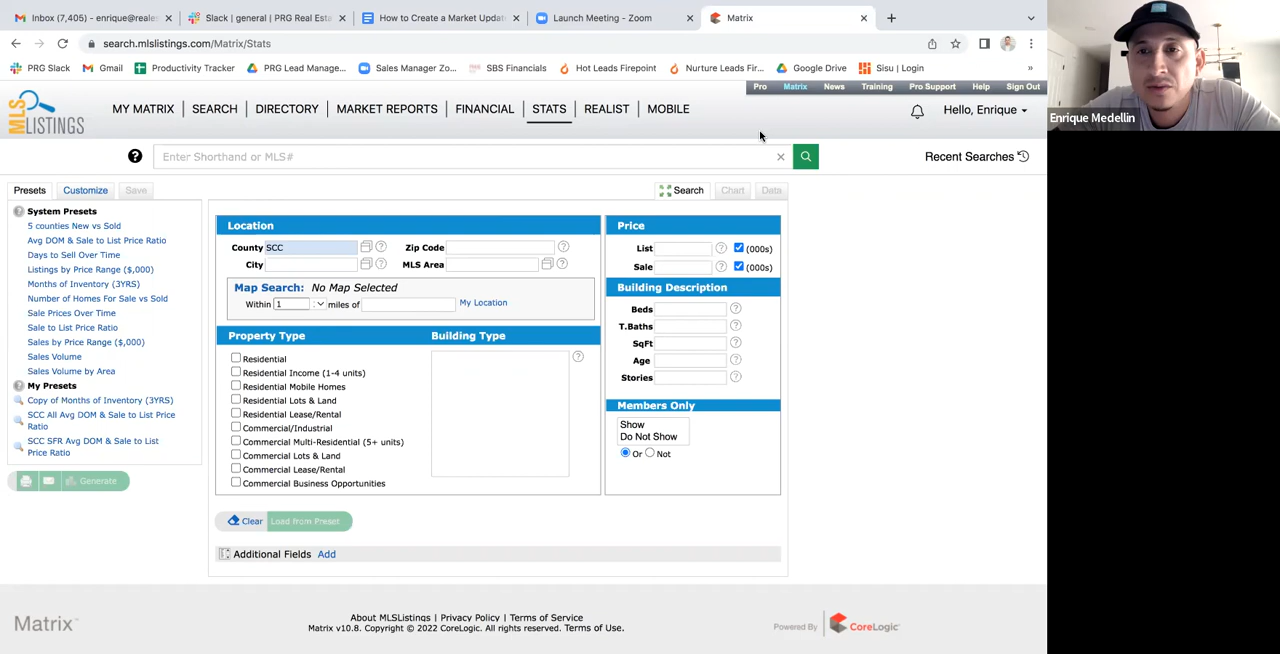 Inbox (7,405) - enrique@reale
Slack | general | PRG Real Esta
How to Create a Market Updat
Launch Meeting - Zoom
Matrix
search.mlslistings.com/Matrix/Stats
PRG Slack
Gmail
Productivity Tracker
PRG Lead Manage...
Sales Manager Zo...
SBS Financials
Hot Leads Firepoint
Nurture Leads Fir...
Google Drive
Sisu | Login
»
Pro
Matrix
News
Training
Pro Support
Help
Sign Out
MLS LISTINGS
MY MATRIX
SEARCH
DIRECTORY
MARKET REPORTS
FINANCIAL
STATS
REALIST
MOBILE
Hello, Enrique
Enter Shorthand or MLS#
Recent Searches
Presets
Customize
Save
Search
Chart
Data
System Presets
5 counties New vs Sold
Avg DOM & Sale to List Price Ratio
Days to Sell Over Time
Listings by Price Range ($,000)
Months of Inventory (3YRS)
Number of Homes For Sale vs Sold
Sale Prices Over Time
Sale to List Price Ratio
Sales by Price Range ($,000)
Sales Volume
Sales Volume by Area
My Presets
Copy of Months of Inventory (3YRS)
SCC All Avg DOM & Sale to List Price
Ratio
SCC SFR Avg DOM & Sale to List
Price Ratio
Generate
Location
County SCC
Zip Code
City
MLS Area
Map Search: No Map Selected
Within 1 miles of
My Location
Property Type
Building Type
Residential
Residential Income (1-4 units)
Residential Mobile Homes
Residential Lots & Land
Residential Lease/Rental
Commercial/Industrial
Commercial Multi-Residential (5+ units)
Commercial Lots & Land
Commercial Lease/Rental
Commercial Business Opportunities
Price
List (000s)
Sale (000s)
Building Description
Beds
T.Baths
SqFt
Age
Stories
Members Only
Show
Do Not Show
Or Not
Clear
Load from Preset
Additional Fields Add
Matrix
About MLSListings | Privacy Policy | Terms of Service
Matrix v10.8. Copyright © 2022 CoreLogic. All rights reserved. Terms of Use.
Powered By
CoreLogic
Enrique Medellin